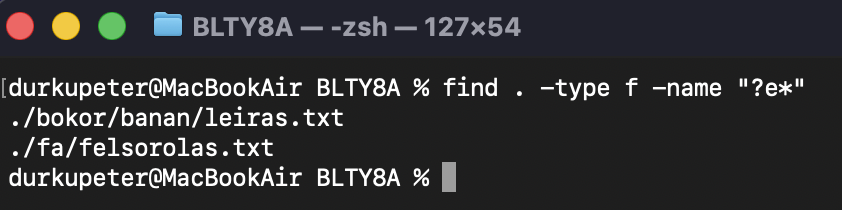 BLTY8A — -zsh — 127×54
[durkupeter@MacBookAir BLTY8A % find . -type f -name "?e*"
./bokor/banan/leiras.txt
./fa/felsorolas.txt
durkupeter@MacBookAir BLTY8A %